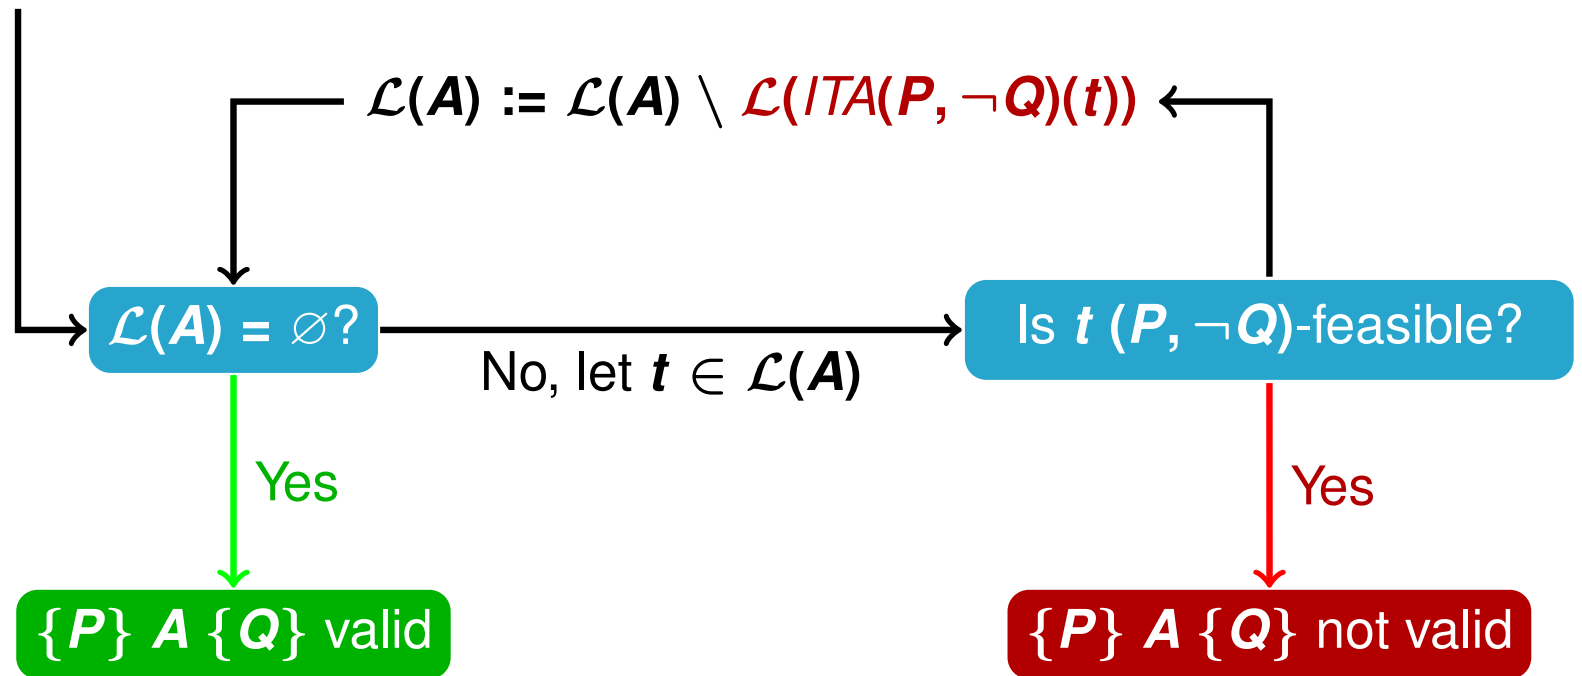 ℒ(A) := ℒ(A) \ ℒ(ITA(P, ¬Q)(t))
ℒ(A) = ∅?
No, let t ∈ ℒ(A)
Is t (P, ¬Q)-feasible?
Yes
Yes
{P} A {Q} valid
{P} A {Q} not valid